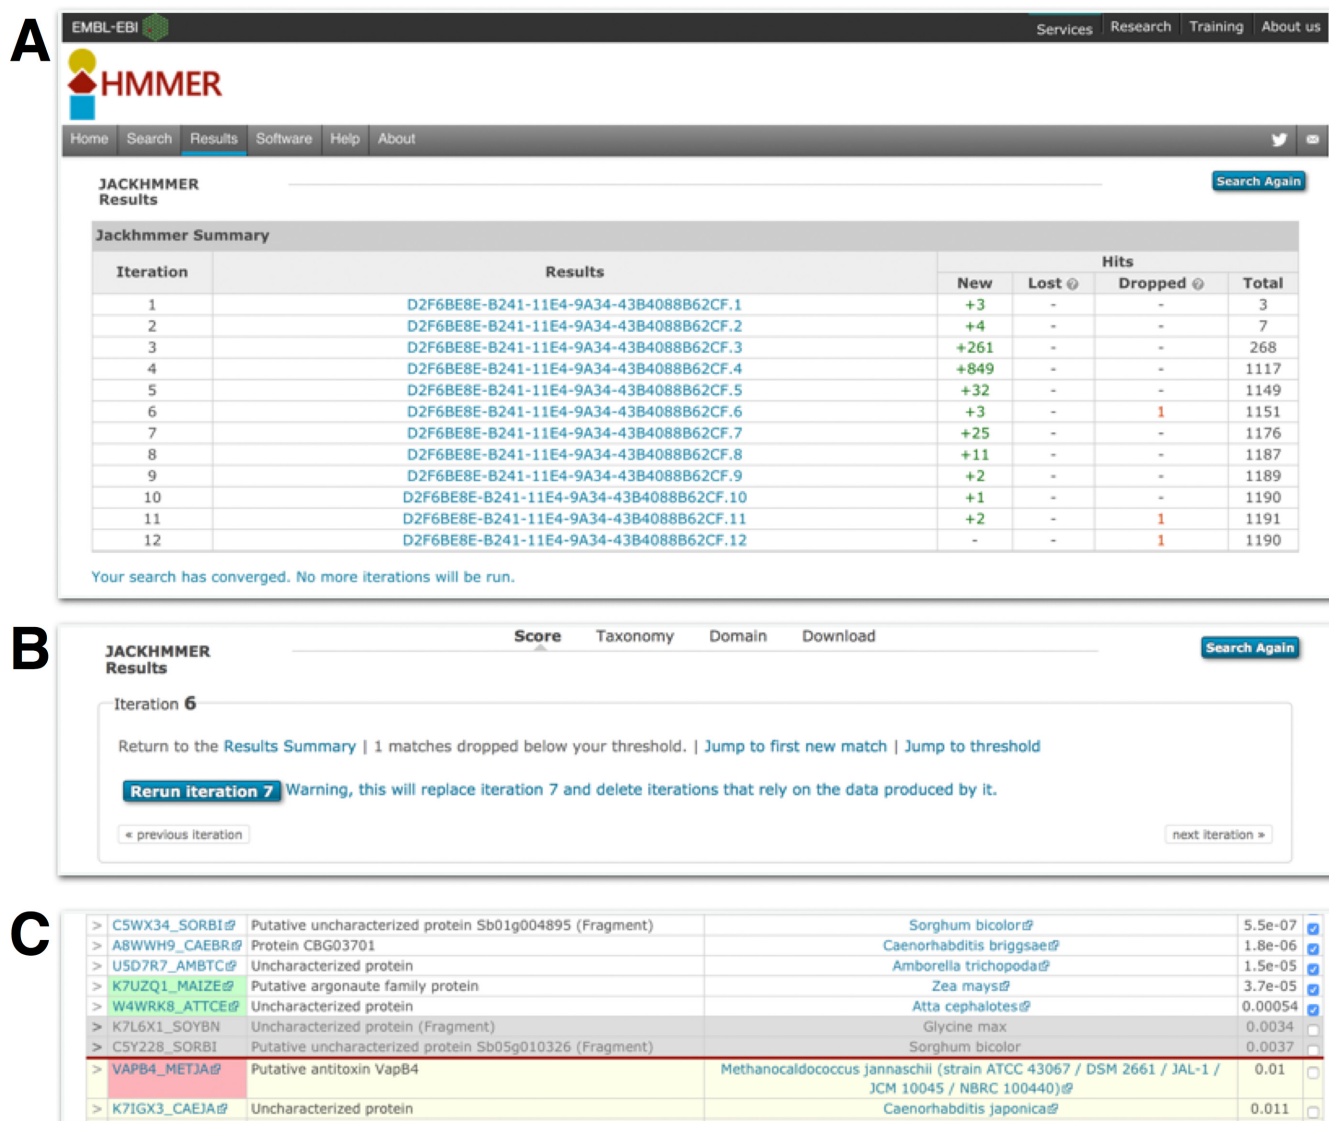 A
EMBL-EBI
Services Research Training About us
HMMER
Home Search Results Software Help About
JACKHMMER
Results
Search Again
Jackhmmer Summary
Iteration Results Hits
New Lost ? Dropped ? Total
1 D2F6BE8E-B241-11E4-9A34-43B4088B62CF.1 +3 - - 3
2 D2F6BE8E-B241-11E4-9A34-43B4088B62CF.2 +4 - - 7
3 D2F6BE8E-B241-11E4-9A34-43B4088B62CF.3 +261 - - 268
4 D2F6BE8E-B241-11E4-9A34-43B4088B62CF.4 +849 - - 1117
5 D2F6BE8E-B241-11E4-9A34-43B4088B62CF.5 +32 - - 1149
6 D2F6BE8E-B241-11E4-9A34-43B4088B62CF.6 +3 - 1 1151
7 D2F6BE8E-B241-11E4-9A34-43B4088B62CF.7 +25 - - 1176
8 D2F6BE8E-B241-11E4-9A34-43B4088B62CF.8 +11 - - 1187
9 D2F6BE8E-B241-11E4-9A34-43B4088B62CF.9 +2 - - 1189
10 D2F6BE8E-B241-11E4-9A34-43B4088B62CF.10 +1 - - 1190
11 D2F6BE8E-B241-11E4-9A34-43B4088B62CF.11 +2 - 1 1191
12 D2F6BE8E-B241-11E4-9A34-43B4088B62CF.12 - - 1 1190
Your search has converged. No more iterations will be run.
B
Score Taxonomy Domain Download
JACKHMMER
Results
Search Again
Iteration 6
Return to the Results Summary | 1 matches dropped below your threshold. | Jump to first new match | Jump to threshold
Rerun iteration 7 Warning, this will replace iteration 7 and delete iterations that rely on the data produced by it.
« previous iteration next iteration »
C
> C5WX34_SORBI Putative uncharacterized protein Sb01g004895 (Fragment) Sorghum bicolor 5.5e-07
> A8WWH9_CAEBR Protein CBG03701 Caenorhabditis briggsae 1.8e-06
> U5D7R7_AMBTC Uncharacterized protein Amborella trichopoda 1.5e-05
> K7UZQ1_MAIZE Putative argonaute family protein Zea mays 3.7e-05
> W4WRK8_ATTCE Uncharacterized protein Atta cephalotes 0.00054
> K7L6X1_SOYBN Uncharacterized protein (Fragment) Glycine max 0.0034
> C5Y228_SORBI Putative uncharacterized protein Sb05g010326 (Fragment) Sorghum bicolor 0.0037
> VAPB4_METJA Putative antitoxin VapB4 Methanocaldococcus jannaschii (strain ATCC 43067 / DSM 2661 / JAL-1 / 0.01
JCM 10045 / NBRC 100440)
> K7IGX3_CAEJA Uncharacterized protein Caenorhabditis japonica 0.011